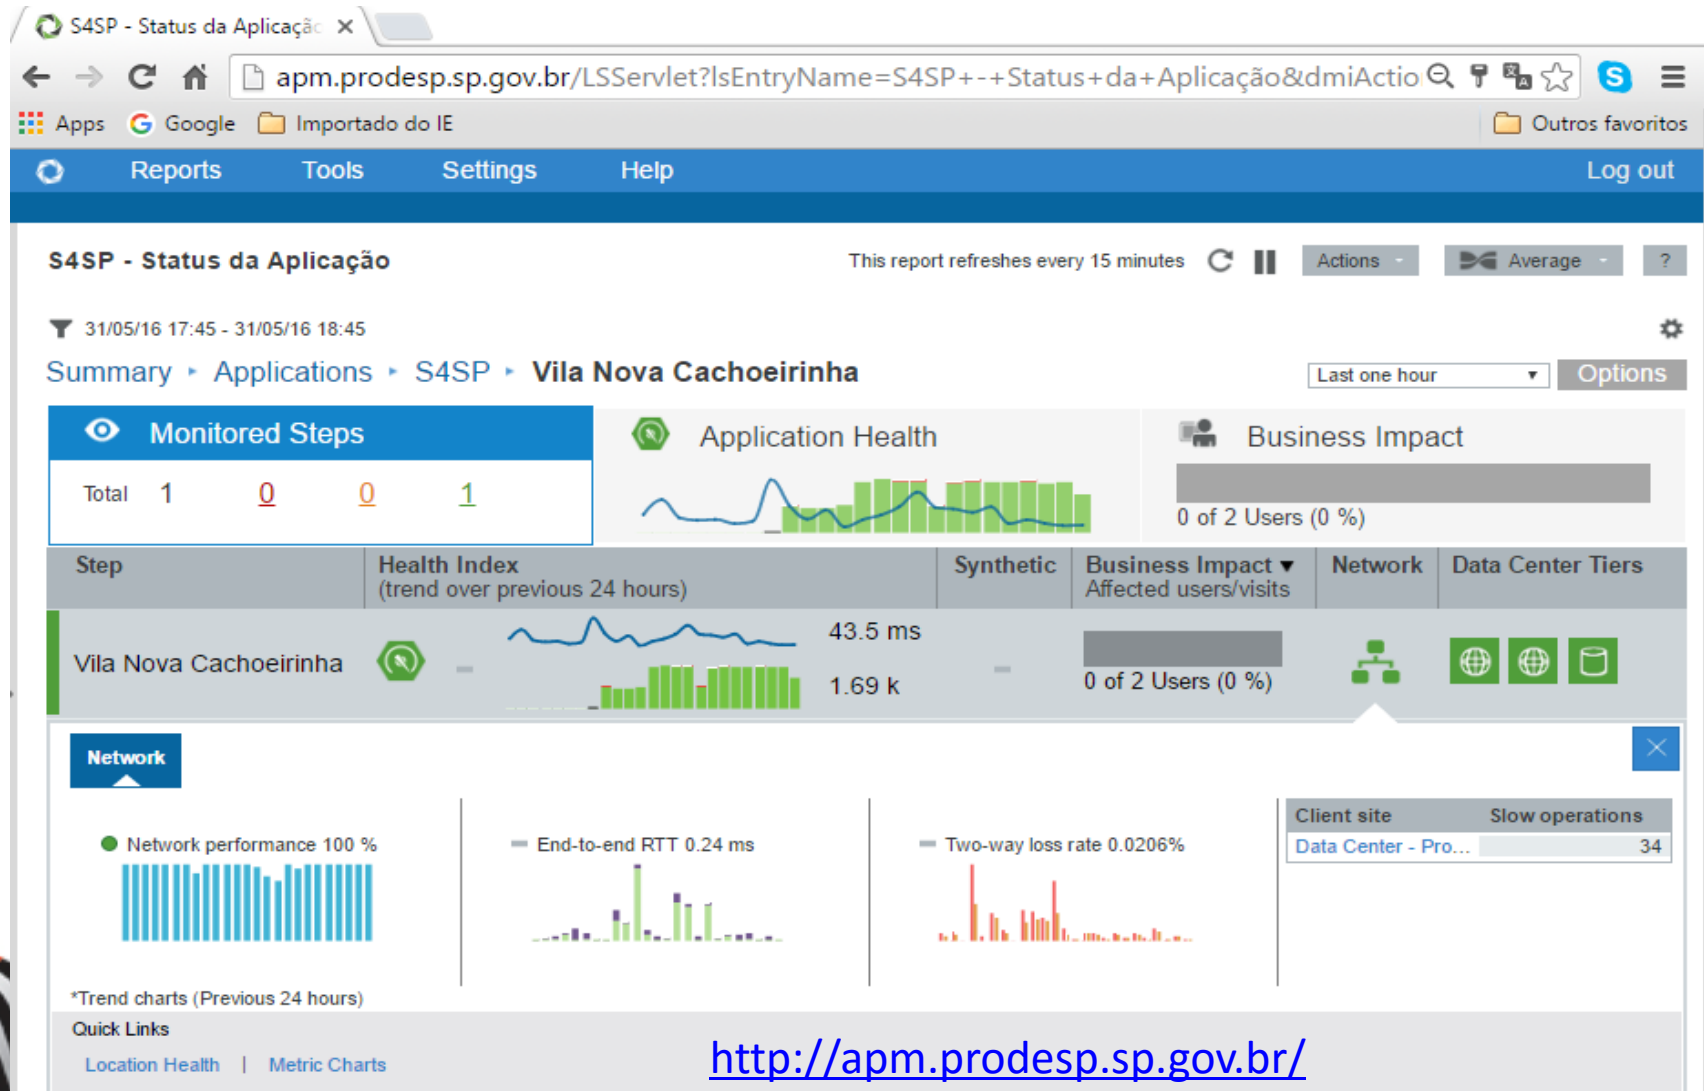 S4SP - Status da Aplicação
apm.prodesp.sp.gov.br/LSServlet?lsEntryName=S4SP+-+Status+da+Aplicação&dmiActio
Apps Google Importado do IE Outros favoritos
Reports Tools Settings Help Log out
S4SP - Status da Aplicação This report refreshes every 15 minutes Actions Average ?
31/05/16 17:45 - 31/05/16 18:45
Summary Applications S4SP Vila Nova Cachoeirinha Last one hour Options
Monitored Steps Application Health Business Impact
Total 1 0 0 1
0 of 2 Users (0 %)
Step Health Index Synthetic Business Impact Network Data Center Tiers
(trend over previous 24 hours) Affected users/visits
43.5 ms
Vila Nova Cachoeirinha
1.69 k 0 of 2 Users (0 %)
Network
Client site Slow operations
Network performance 100 % End-to-end RTT 0.24 ms Two-way loss rate 0.0206% Data Center - Pro... 34
*Trend charts (Previous 24 hours)
Quick Links
Location Health | Metric Charts
http://apm.prodesp.sp.gov.br/